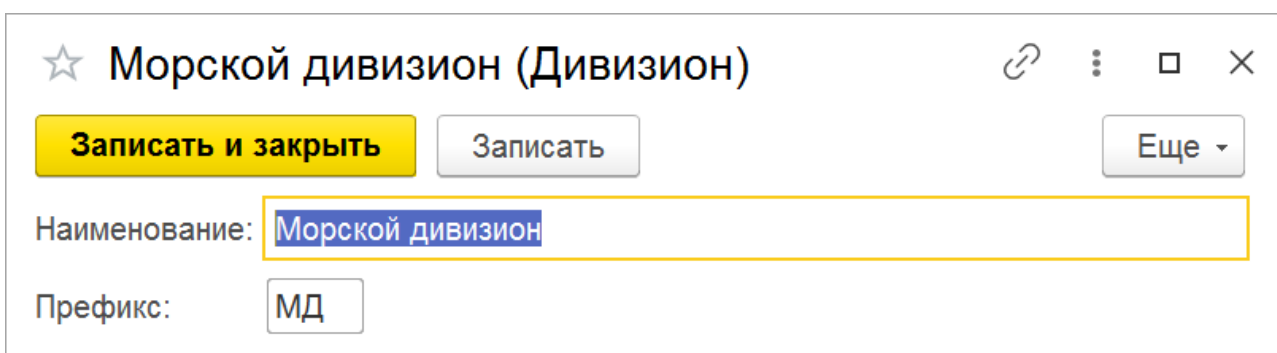 Морской дивизион (Дивизион)
Записать и закрыть Записать Еще
Наименование: Морской дивизион
Префикс: МД